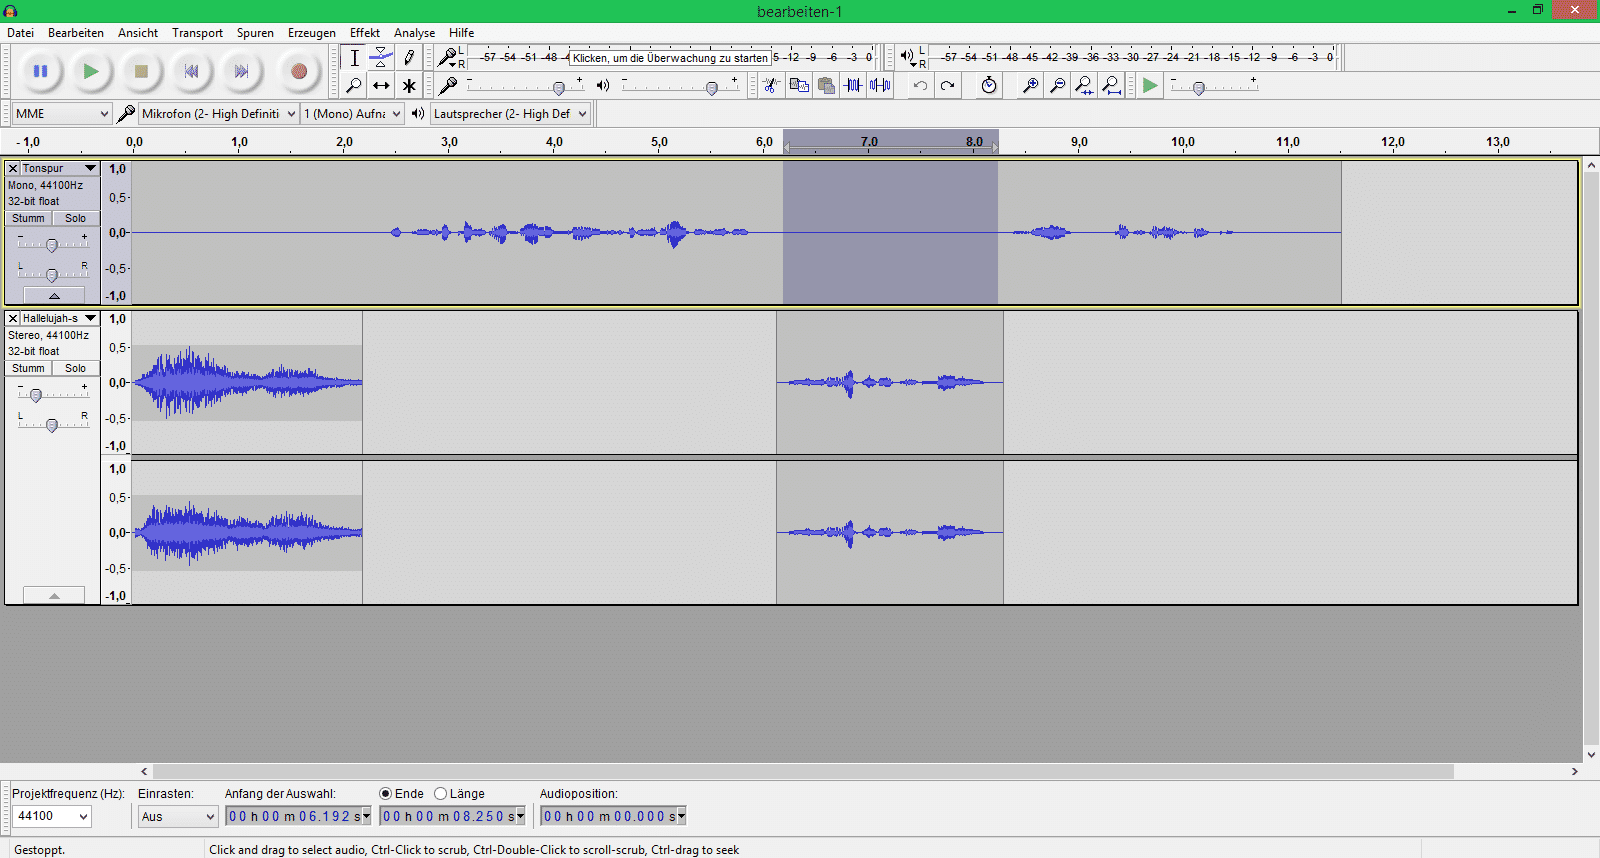 bearbeiten-1
Datei Bearbeiten Ansicht Transport Spuren Erzeugen Effekt Analyse Hilfe
L R -57 -54 -51 -48 Klicken, um die Überwachung zu starten -12 -9 -6 -3 0 L R -57 -54 -51 -48 -45 -42 -39 -36 -33 -30 -27 -24 -21 -18 -15 -12 -9 -6 -3 0
- + - + - +
MME Mikrofon (2- High Definiti 1 (Mono) Aufna Lautsprecher (2- High Def
- 1,0 0,0 1,0 2,0 3,0 4,0 5,0 6,0 7,0 8,0 9,0 10,0 11,0 12,0 13,0
X Tonspur 1,0
Mono, 44100Hz
32-bit float 0,5-
Stumm Solo
- + 0,0-
L R -0,5-
-1,0
X Hallelujah-s 1,0
Stereo, 44100Hz
32-bit float 0,5-
Stumm Solo
- + 0,0-
L R -0,5-
-1,0
1,0
0,5-
0,0-
-0,5-
-1,0
Projektfrequenz (Hz): Einrasten: Anfang der Auswahl: Ende Länge Audioposition:
44100 Aus 00 h 00 m 06.192 s 00 h 00 m 08.250 s 00 h 00 m 00.000 s
Gestoppt. Click and drag to select audio, Ctrl-Click to scrub, Ctrl-Double-Click to scroll-scrub, Ctrl-drag to seek